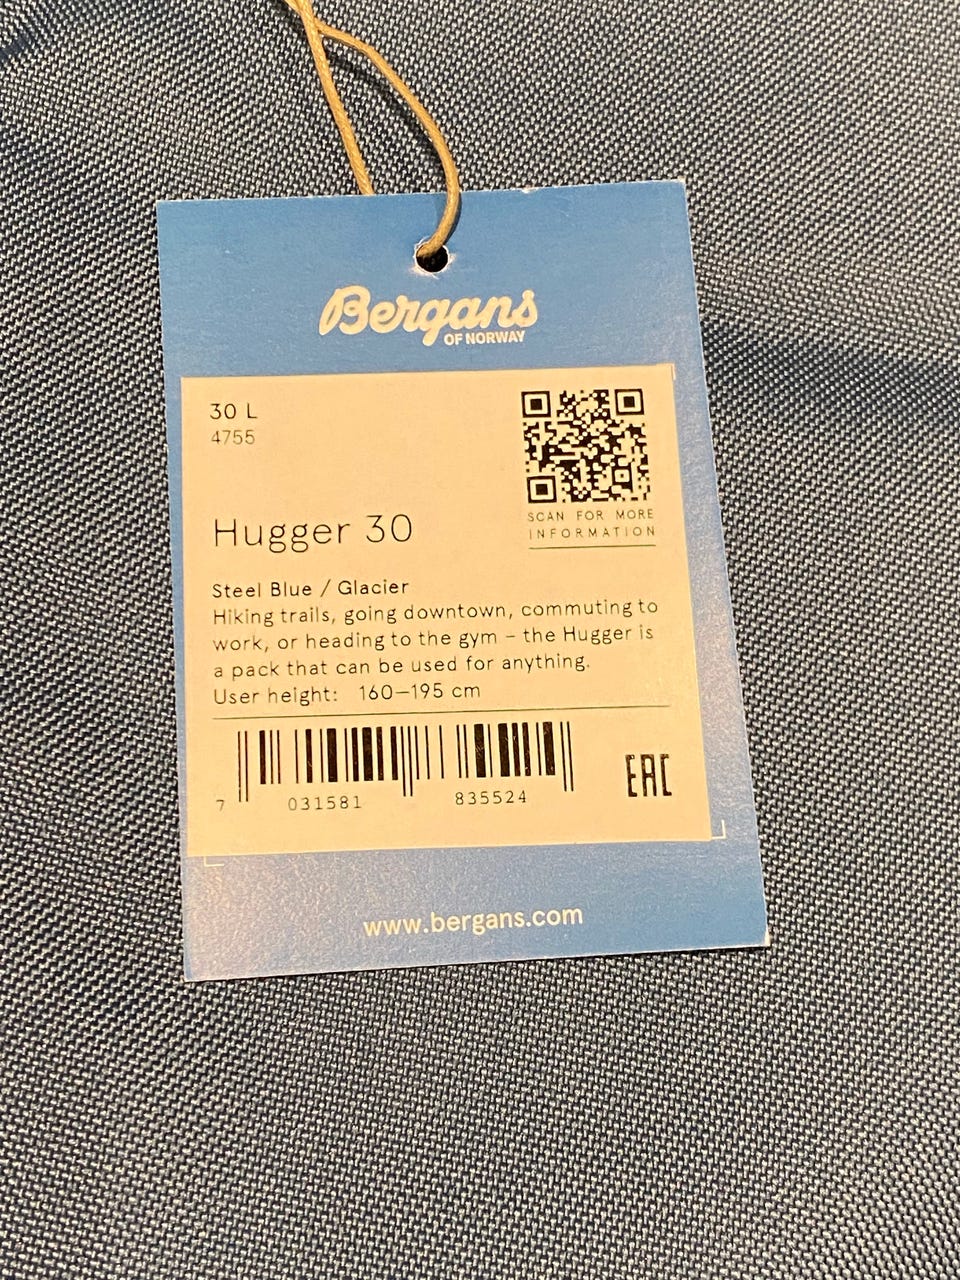 Bergans
OF NORWAY
30 L
4755
SCAN FOR MORE
INFORMATION
Hugger 30
Steel Blue / Glacier
Hiking trails, going downtown, commuting to
work, or heading to the gym – the Hugger is
a pack that can be used for anything.
User height: 160–195 cm
7 031581 835524
EAC
www.bergans.com